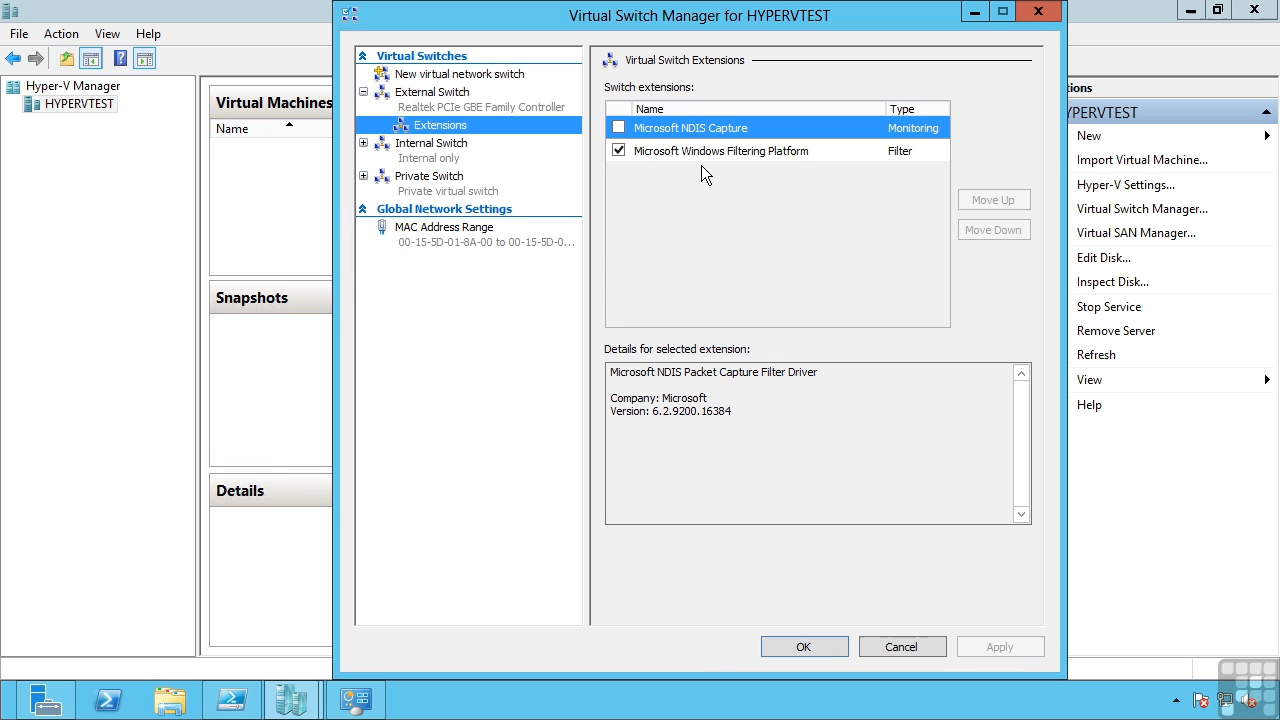 Virtual Switch Manager for HYPERVTEST
File Action View Help
Hyper-V Manager
HYPERVTEST
Virtual Machines
Name
Snapshots
Details
Virtual Switches
New virtual network switch
External Switch
Realtek PCIe GBE Family Controller
Extensions
Internal Switch
Internal only
Private Switch
Private virtual switch
Global Network Settings
MAC Address Range
00-15-5D-01-8A-00 to 00-15-5D-0...
Virtual Switch Extensions
Switch extensions:
Name Type
Microsoft NDIS Capture Monitoring
Microsoft Windows Filtering Platform Filter
Move Up
Move Down
Details for selected extension:
Microsoft NDIS Packet Capture Filter Driver
Company: Microsoft
Version: 6.2.9200.16384
OK Cancel Apply
ions
YPERVTEST
New
Import Virtual Machine...
Hyper-V Settings...
Virtual Switch Manager...
Virtual SAN Manager...
Edit Disk...
Inspect Disk...
Stop Service
Remove Server
Refresh
View
Help